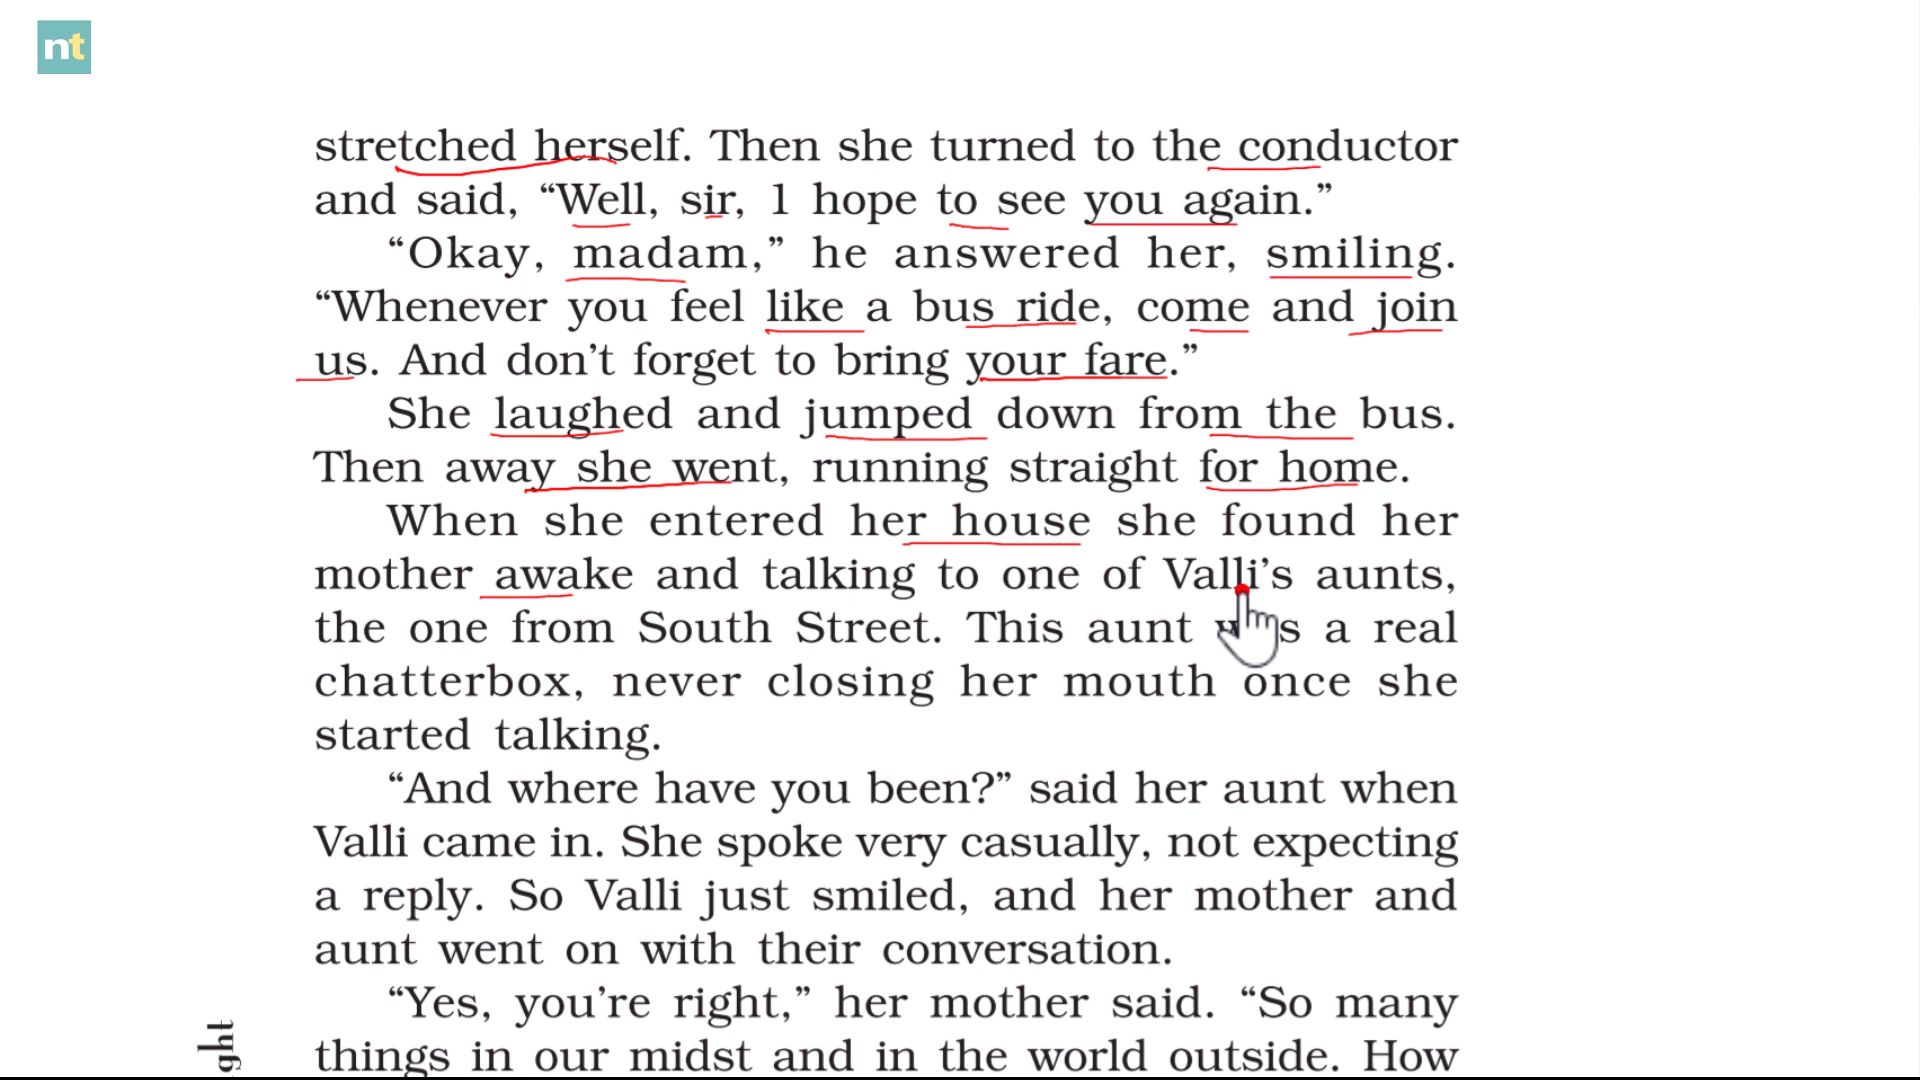 nt
stretched herself. Then she turned to the conductor
and said, “Well, sir, 1 hope to see you again.”
“Okay, madam,” he answered her, smiling.
“Whenever you feel like a bus ride, come and join
us. And don’t forget to bring your fare.”
She laughed and jumped down from the bus.
Then away she went, running straight for home.
When she entered her house she found her
mother awake and talking to one of Valli’s aunts,
the one from South Street. This aunt was a real
chatterbox, never closing her mouth once she
started talking.
“And where have you been?” said her aunt when
Valli came in. She spoke very casually, not expecting
a reply. So Valli just smiled, and her mother and
aunt went on with their conversation.
“Yes, you’re right,” her mother said. “So many
things in our midst and in the world outside. How